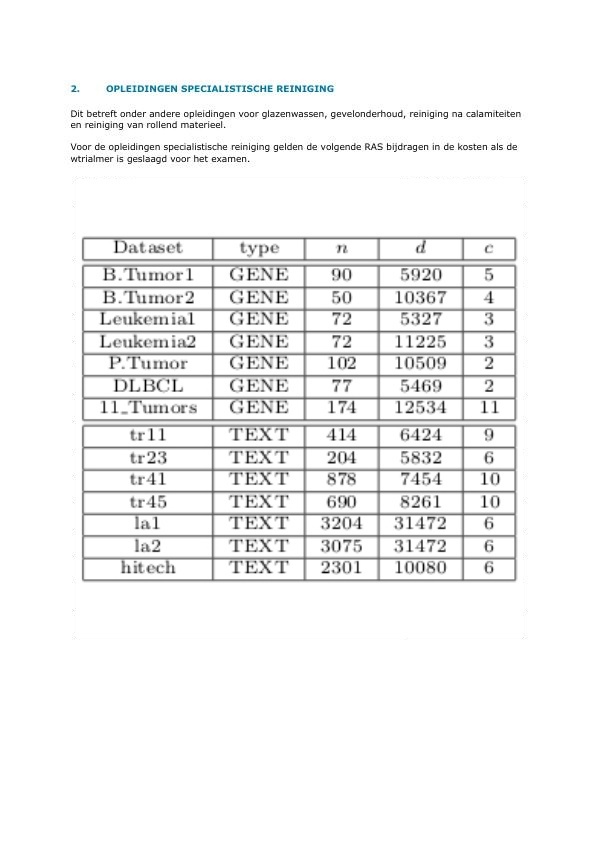 2. OPLEIDINGEN SPECIALISTISCHE REINIGING
Dit betreft onder andere opleidingen voor glazenwassen, gevelonderhoud, reiniging na calamiteiten
en reiniging van rollend materieel.
Voor de opleidingen specialistische reiniging gelden de volgende RAS bijdragen in de kosten als de
wtrialmer is geslaagd voor het examen.
Dataset type n d c
B.Tumor1 GENE 90 5920 5
B.Tumor2 GENE 50 10367 4
Leukemia1 GENE 72 5327 3
Leukemia2 GENE 72 11225 3
P.Tumor GENE 102 10509 2
DLBCL GENE 77 5469 2
11_Tumors GENE 174 12534 11
tr11 TEXT 414 6424 9
tr23 TEXT 204 5832 6
tr41 TEXT 878 7454 10
tr45 TEXT 690 8261 10
la1 TEXT 3204 31472 6
la2 TEXT 3075 31472 6
hitech TEXT 2301 10080 6